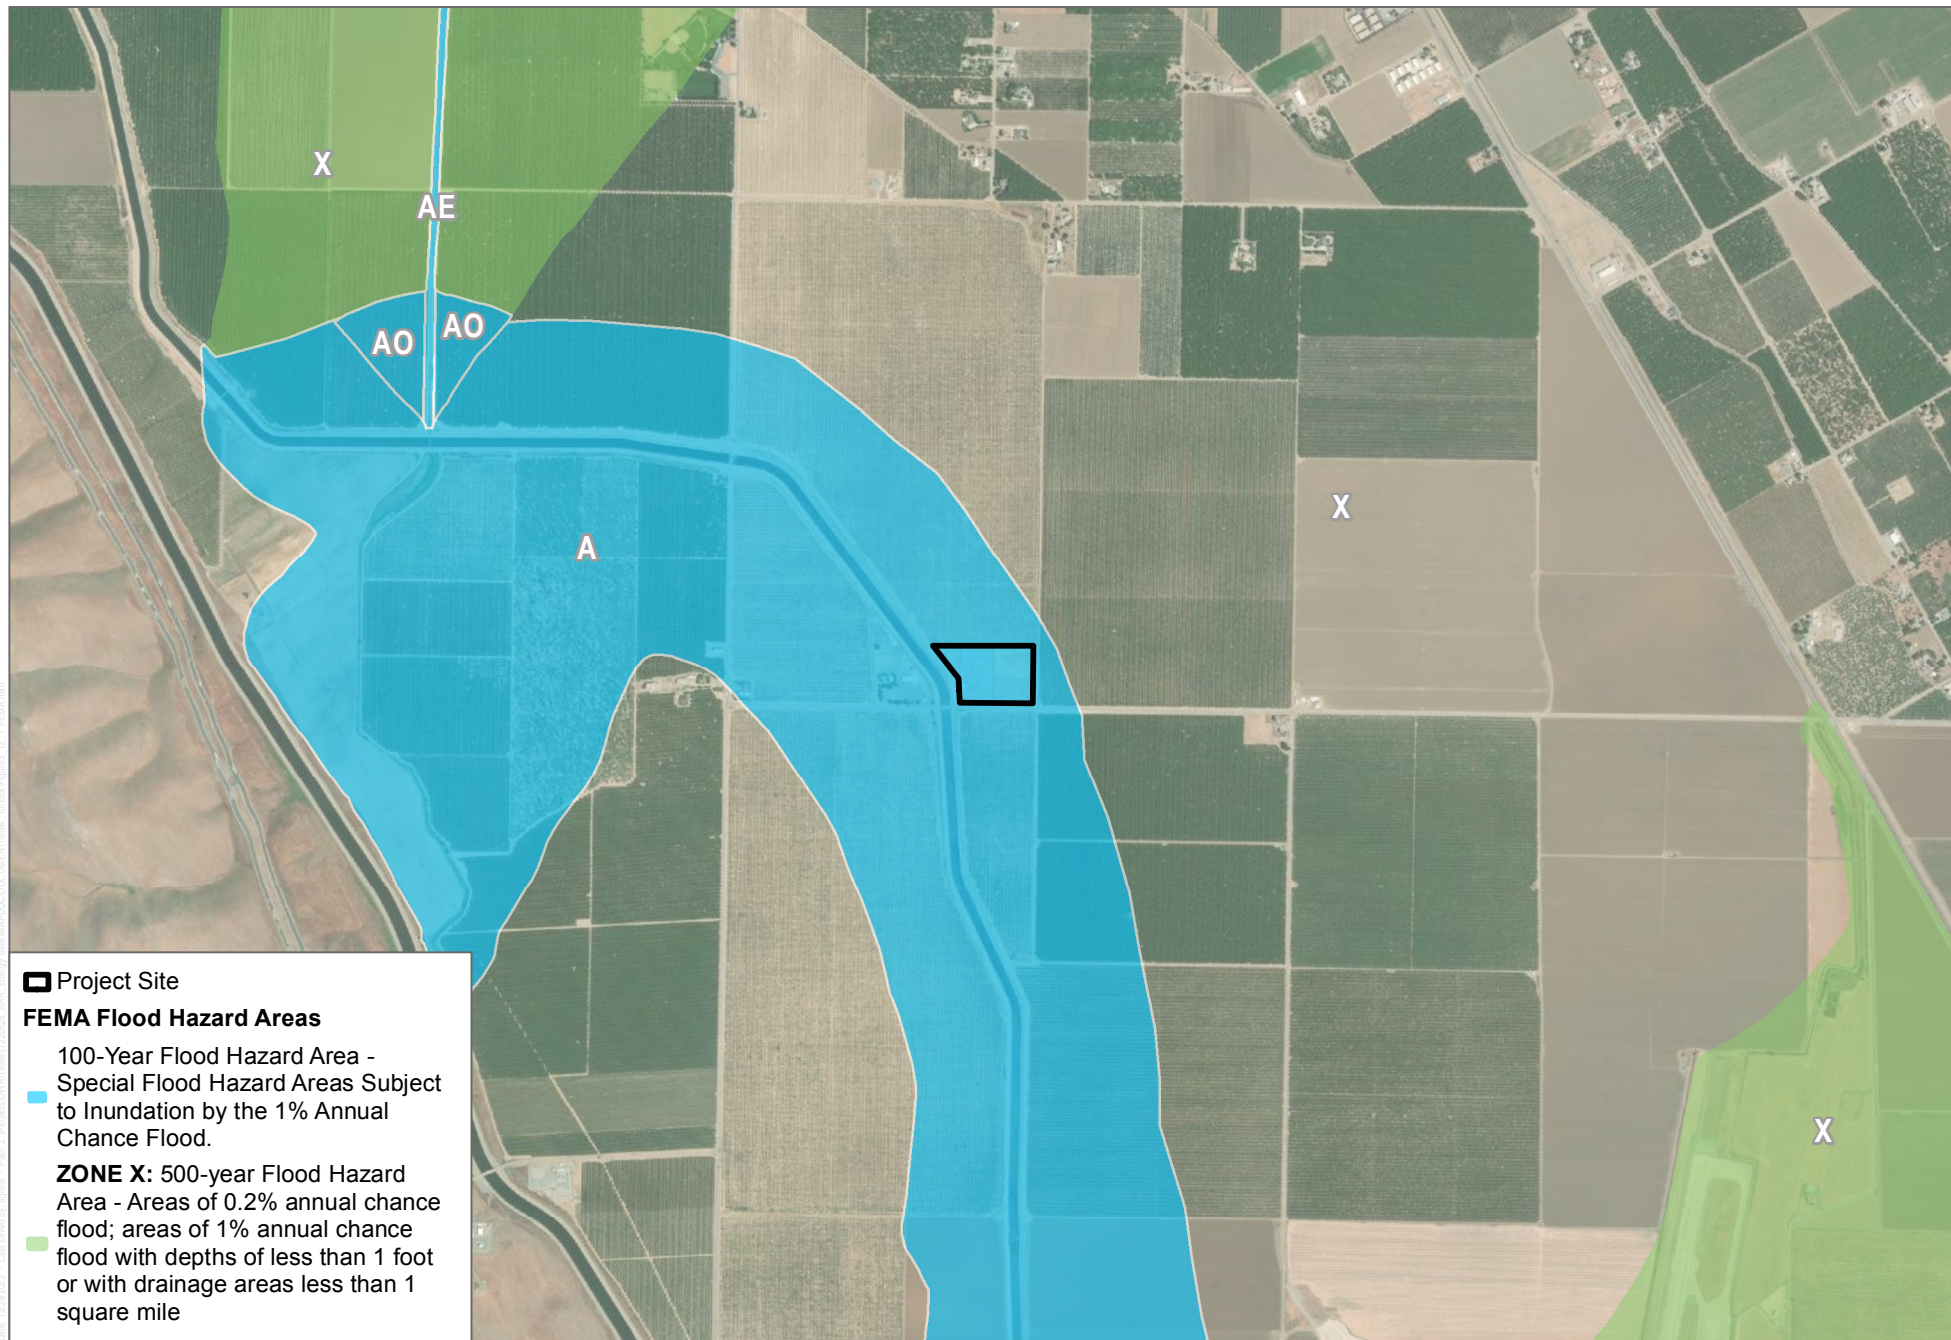 X
AE
AO
AO
A
X
X
Project Site
FEMA Flood Hazard Areas
100-Year Flood Hazard Area -
Special Flood Hazard Areas Subject
to Inundation by the 1% Annual
Chance Flood.
ZONE X: 500-year Flood Hazard
Area - Areas of 0.2% annual chance
flood; areas of 1% annual chance
flood with depths of less than 1 foot
or with drainage areas less than 1
square mile